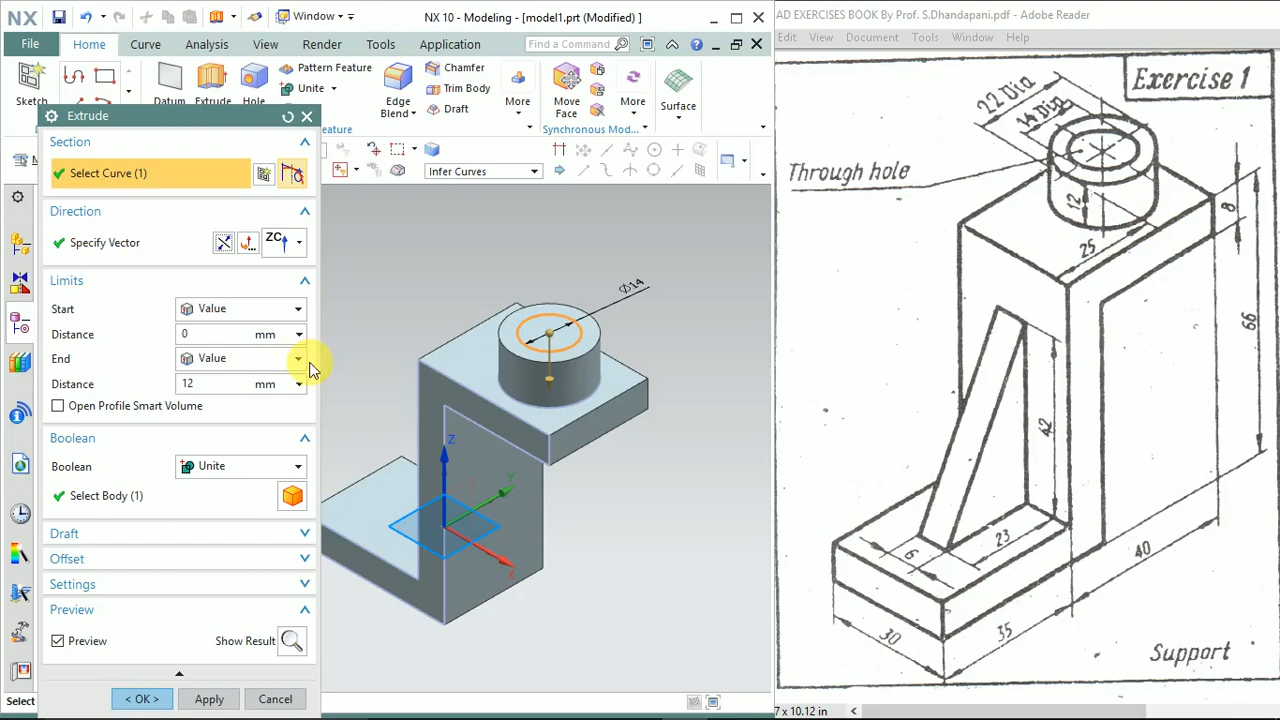 NX
Window
NX 10 - Modeling - [model1.prt (Modified) ]
File
Home
Curve
Analysis
View
Render
Tools
Application
Find a Command
Sketch
Datum
Extrude
Hole
Pattern Feature
Unite
Edge
Blend
Trim Body
Draft
More
Move
Face
More
Surface
Synchronous Mod...
Infer Curves
Extrude
Section
Select Curve (1)
Direction
Specify Vector
ZC
Limits
Start
Value
Distance
0
mm
End
Value
Distance
12
mm
Open Profile Smart Volume
Boolean
Boolean
Unite
Select Body (1)
Draft
Offset
Settings
Preview
Preview
Show Result
< OK >
Apply
Cancel
Select
Ø14
Z
Y
X
AD EXERCISES BOOK By Prof. S.Dhandapani.pdf - Adobe Reader
Edit
View
Document
Tools
Window
Help
Exercise 1
22 Dia
14 Dia
Through hole
12
8
25
66
42
23
6
40
30
35
Support
7 x 10.12 in